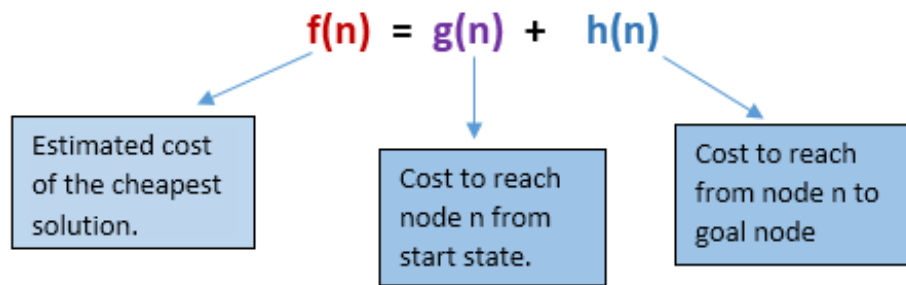 f(n) = g(n) + h(n)
Estimated cost
of the cheapest
solution.
Cost to reach
node n from
start state.
Cost to reach
from node n to
goal node